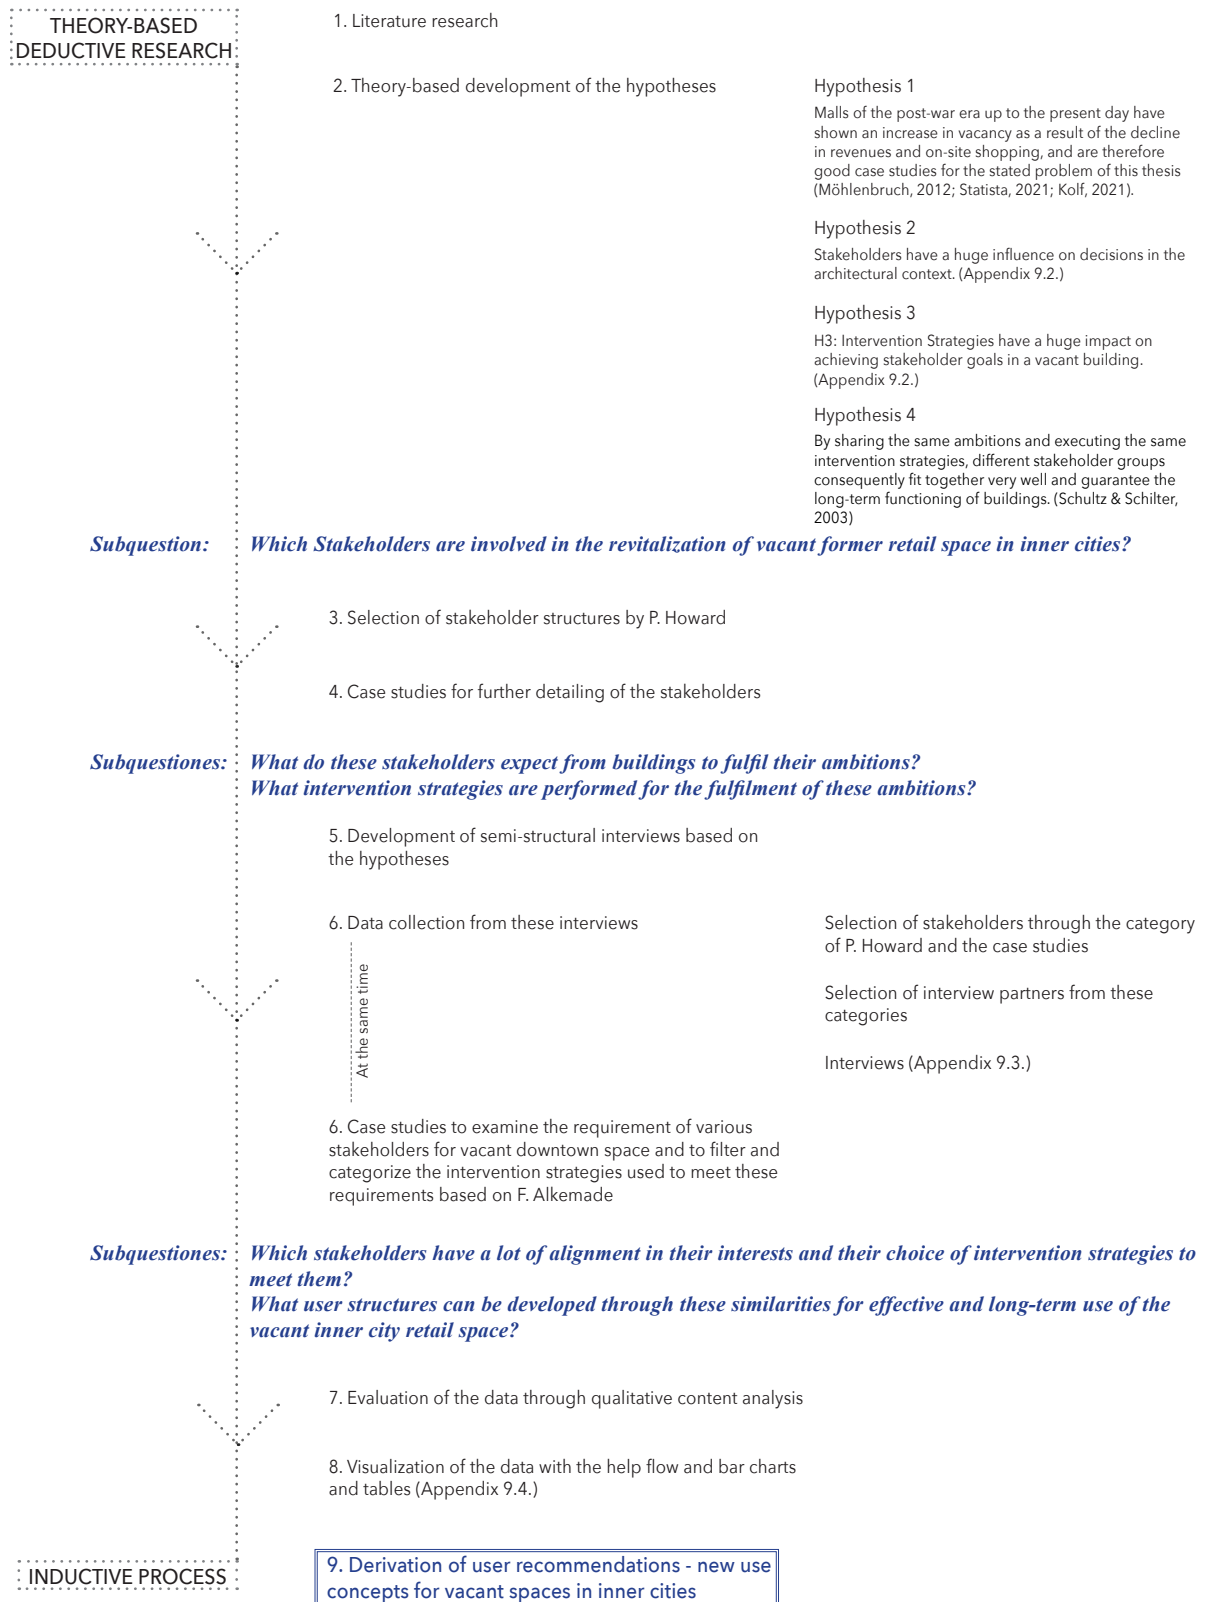 THEORY-BASED
DEDUCTIVE RESEARCH
1. Literature research
2. Theory-based development of the hypotheses
Hypothesis 1
Malls of the post-war era up to the present day have
shown an increase in vacancy as a result of the decline
in revenues and on-site shopping, and are therefore
good case studies for the stated problem of this thesis
(Möhlenbruch, 2012; Statista, 2021; Kolf, 2021).
Hypothesis 2
Stakeholders have a huge influence on decisions in the
architectural context. (Appendix 9.2.)
Hypothesis 3
H3: Intervention Strategies have a huge impact on
achieving stakeholder goals in a vacant building.
(Appendix 9.2.)
Hypothesis 4
By sharing the same ambitions and executing the same
intervention strategies, different stakeholder groups
consequently fit together very well and guarantee the
long-term functioning of buildings. (Schultz & Schilter,
2003)
Subquestion: Which Stakeholders are involved in the revitalization of vacant former retail space in inner cities?
3. Selection of stakeholder structures by P. Howard
4. Case studies for further detailing of the stakeholders
Subquestiones: What do these stakeholders expect from buildings to fulfil their ambitions?
What intervention strategies are performed for the fulfilment of these ambitions?
5. Development of semi-structural interviews based on
the hypotheses
6. Data collection from these interviews
Selection of stakeholders through the category
of P. Howard and the case studies
Selection of interview partners from these
categories
Interviews (Appendix 9.3.)
At the same time
6. Case studies to examine the requirement of various
stakeholders for vacant downtown space and to filter and
categorize the intervention strategies used to meet these
requirements based on F. Alkemade
Subquestiones: Which stakeholders have a lot of alignment in their interests and their choice of intervention strategies to
meet them?
What user structures can be developed through these similarities for effective and long-term use of the
vacant inner city retail space?
7. Evaluation of the data through qualitative content analysis
8. Visualization of the data with the help flow and bar charts
and tables (Appendix 9.4.)
INDUCTIVE PROCESS
9. Derivation of user recommendations - new use
concepts for vacant spaces in inner cities